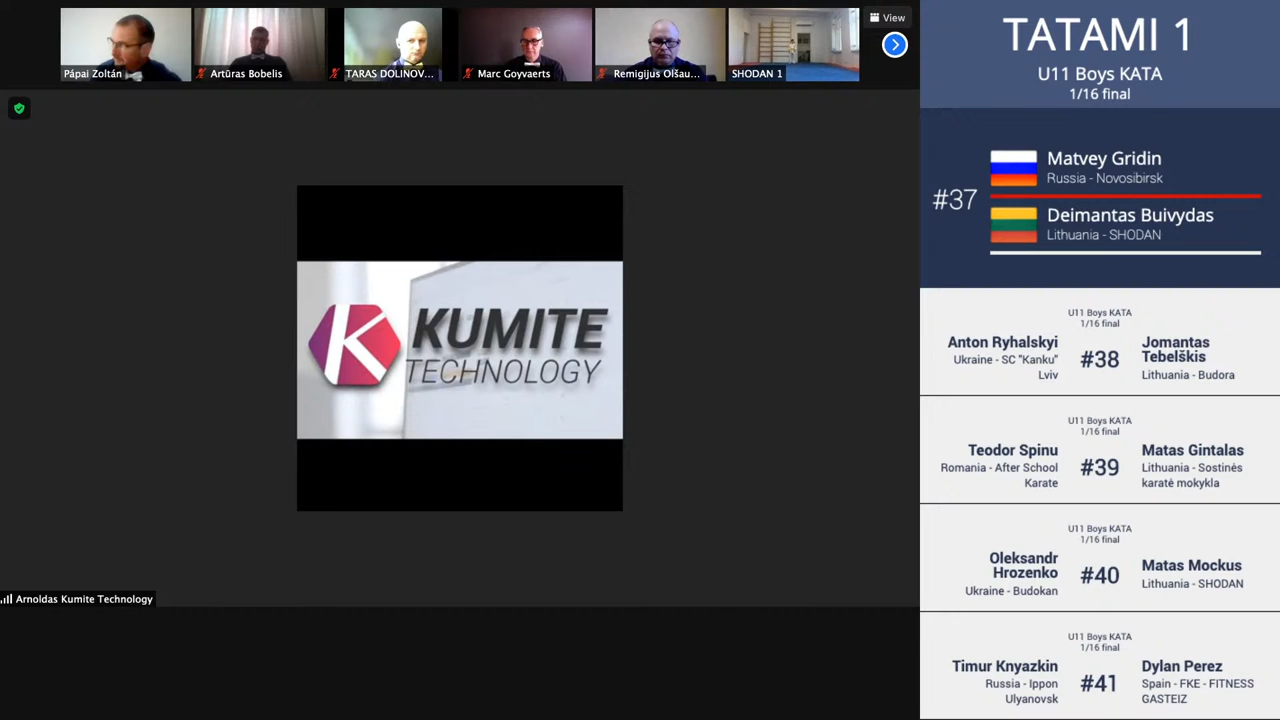 View
Pápai Zoltán
Artūras Bobelis
TARAS DOLINOV...
Marc Goyvaerts
Remigijus Olšau...
SHODAN 1
K KUMITE
TECHNOLOGY
Arnoldas Kumite Technology
TATAMI 1
U11 Boys KATA
1/16 final
#37
Matvey Gridin
Russia - Novosibirsk
Deimantas Buivydas
Lithuania - SHODAN
U11 Boys KATA
1/16 final
Anton Ryhalskyi
Ukraine - SC "Kanku"
Lviv
#38
Jomantas
Tebelškis
Lithuania - Budora
U11 Boys KATA
1/16 final
Teodor Spinu
Romania - After School
Karate
#39
Matas Gintalas
Lithuania - Sostinės
karatė mokykla
U11 Boys KATA
1/16 final
Oleksandr
Hrozenko
Ukraine - Budokan
#40
Matas Mockus
Lithuania - SHODAN
U11 Boys KATA
1/16 final
Timur Knyazkin
Russia - Ippon
Ulyanovsk
#41
Dylan Perez
Spain - FKE - FITNESS
GASTEIZ